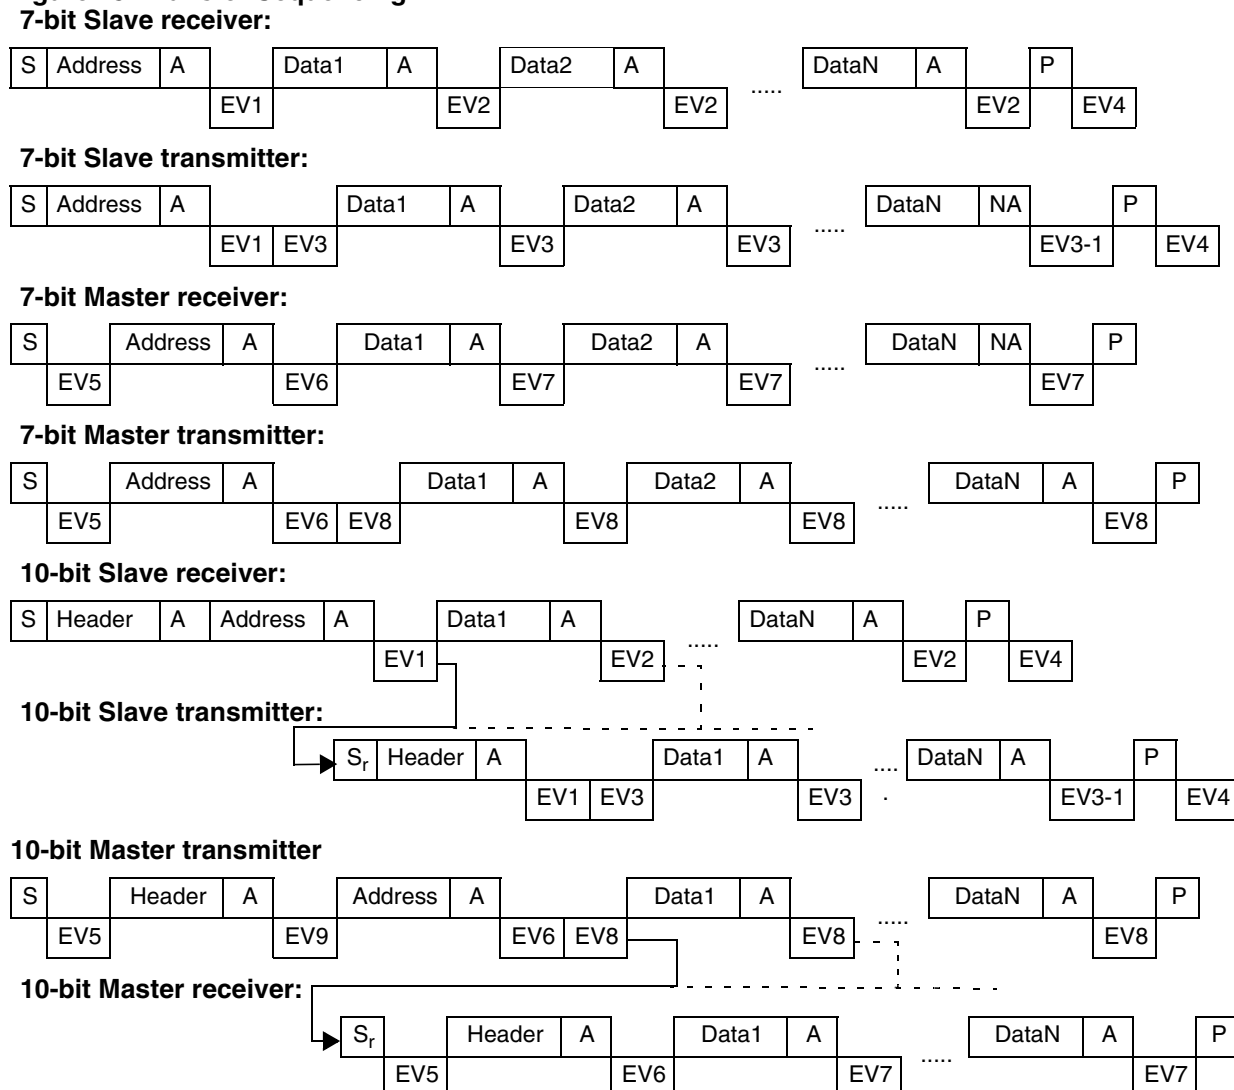 7-bit Slave receiver:
S Address A Data1 A Data2 A ..... DataN A P
EV1 EV2 EV2 EV2 EV4
7-bit Slave transmitter:
S Address A Data1 A Data2 A ..... DataN NA P
EV1 EV3 EV3 EV3 EV3-1 EV4
7-bit Master receiver:
S Address A Data1 A Data2 A ..... DataN NA P
EV5 EV6 EV7 EV7 EV7
7-bit Master transmitter:
S Address A Data1 A Data2 A ..... DataN A P
EV5 EV6 EV8 EV8 EV8 EV8
10-bit Slave receiver:
S Header A Address A Data1 A ..... DataN A P
EV1 EV2 EV2 EV4
10-bit Slave transmitter:
Sr Header A Data1 A .... DataN A P
EV1 EV3 EV3 . EV3-1 EV4
10-bit Master transmitter
S Header A Address A Data1 A ..... DataN A P
EV5 EV9 EV6 EV8 EV8 EV8
10-bit Master receiver:
Sr Header A Data1 A ..... DataN A P
EV5 EV6 EV7 EV7